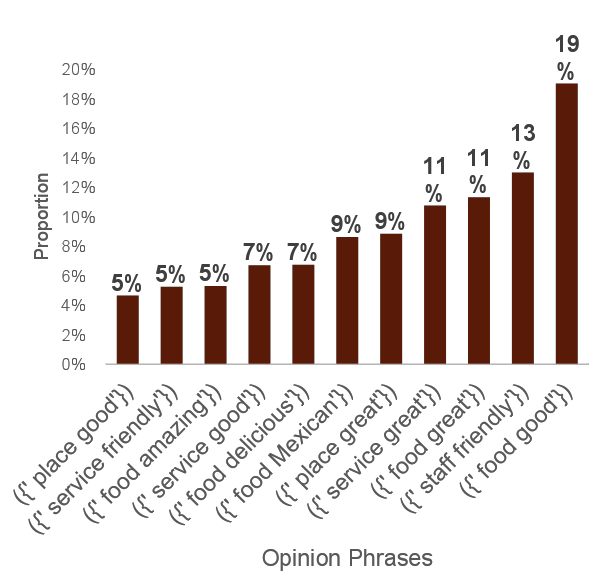 19
%
20%
18%
16%
14%
12%
10%
8%
6%
4%
2%
0%
Proportion
5%
5%
5%
7%
7%
9%
9%
11
%
11
%
13
%
({' place good'})
({' service friendly'})
({' food amazing'})
({' service good'})
({' food delicious'})
({' food Mexican'})
({' place great'})
({' service great'})
({' food great'})
({' staff friendly'})
({' food good'})
Opinion Phrases